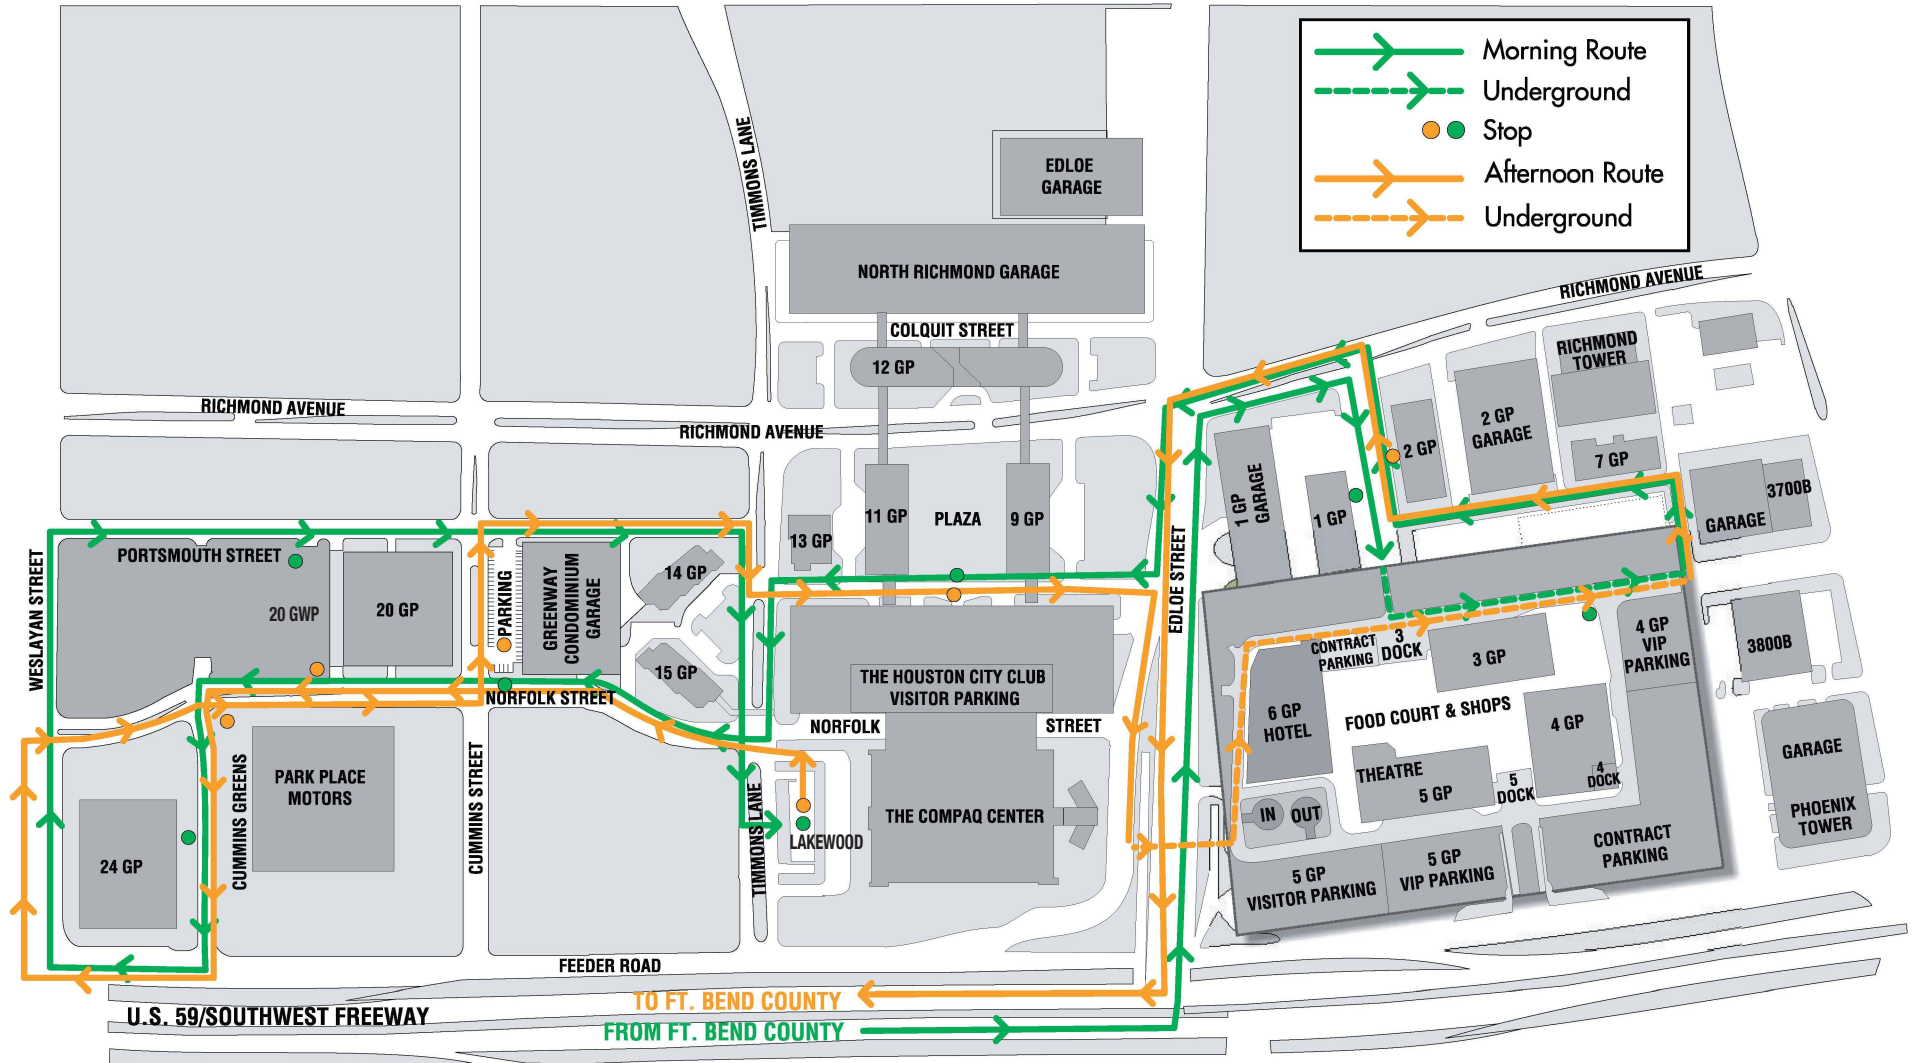 Morning Route
Underground
Stop
Afternoon Route
Underground
TIMMONS LANE
EDLOE
GARAGE
NORTH RICHMOND GARAGE
RICHMOND AVENUE
COLQUIT STREET
12 GP
RICHMOND
TOWER
RICHMOND AVENUE
RICHMOND AVENUE
2 GP
2 GP
GARAGE
7 GP
1 GP
GARAGE
1 GP
3700B
GARAGE
11 GP
PLAZA
9 GP
13 GP
PORTSMOUTH STREET
WESLAYAN STREET
20 GWP
20 GP
PARKING
GREENWAY
CONDOMINIUM
GARAGE
14 GP
15 GP
EDLOE STREET
CONTRACT
PARKING
3
DOCK
3 GP
4 GP
VIP
PARKING
3800B
THE HOUSTON CITY CLUB
VISITOR PARKING
NORFOLK STREET
NORFOLK
STREET
6 GP
HOTEL
FOOD COURT & SHOPS
4 GP
GARAGE
PARK PLACE
MOTORS
CUMMINS GREENS
CUMMINS STREET
THEATRE
5 GP
5
DOCK
4
DOCK
IN
OUT
PHOENIX
TOWER
TIMMONS LANE
LAKEWOOD
THE COMPAQ CENTER
24 GP
CONTRACT
PARKING
5 GP
VISITOR PARKING
5 GP
VIP PARKING
FEEDER ROAD
TO FT. BEND COUNTY
U.S. 59/SOUTHWEST FREEWAY
FROM FT. BEND COUNTY